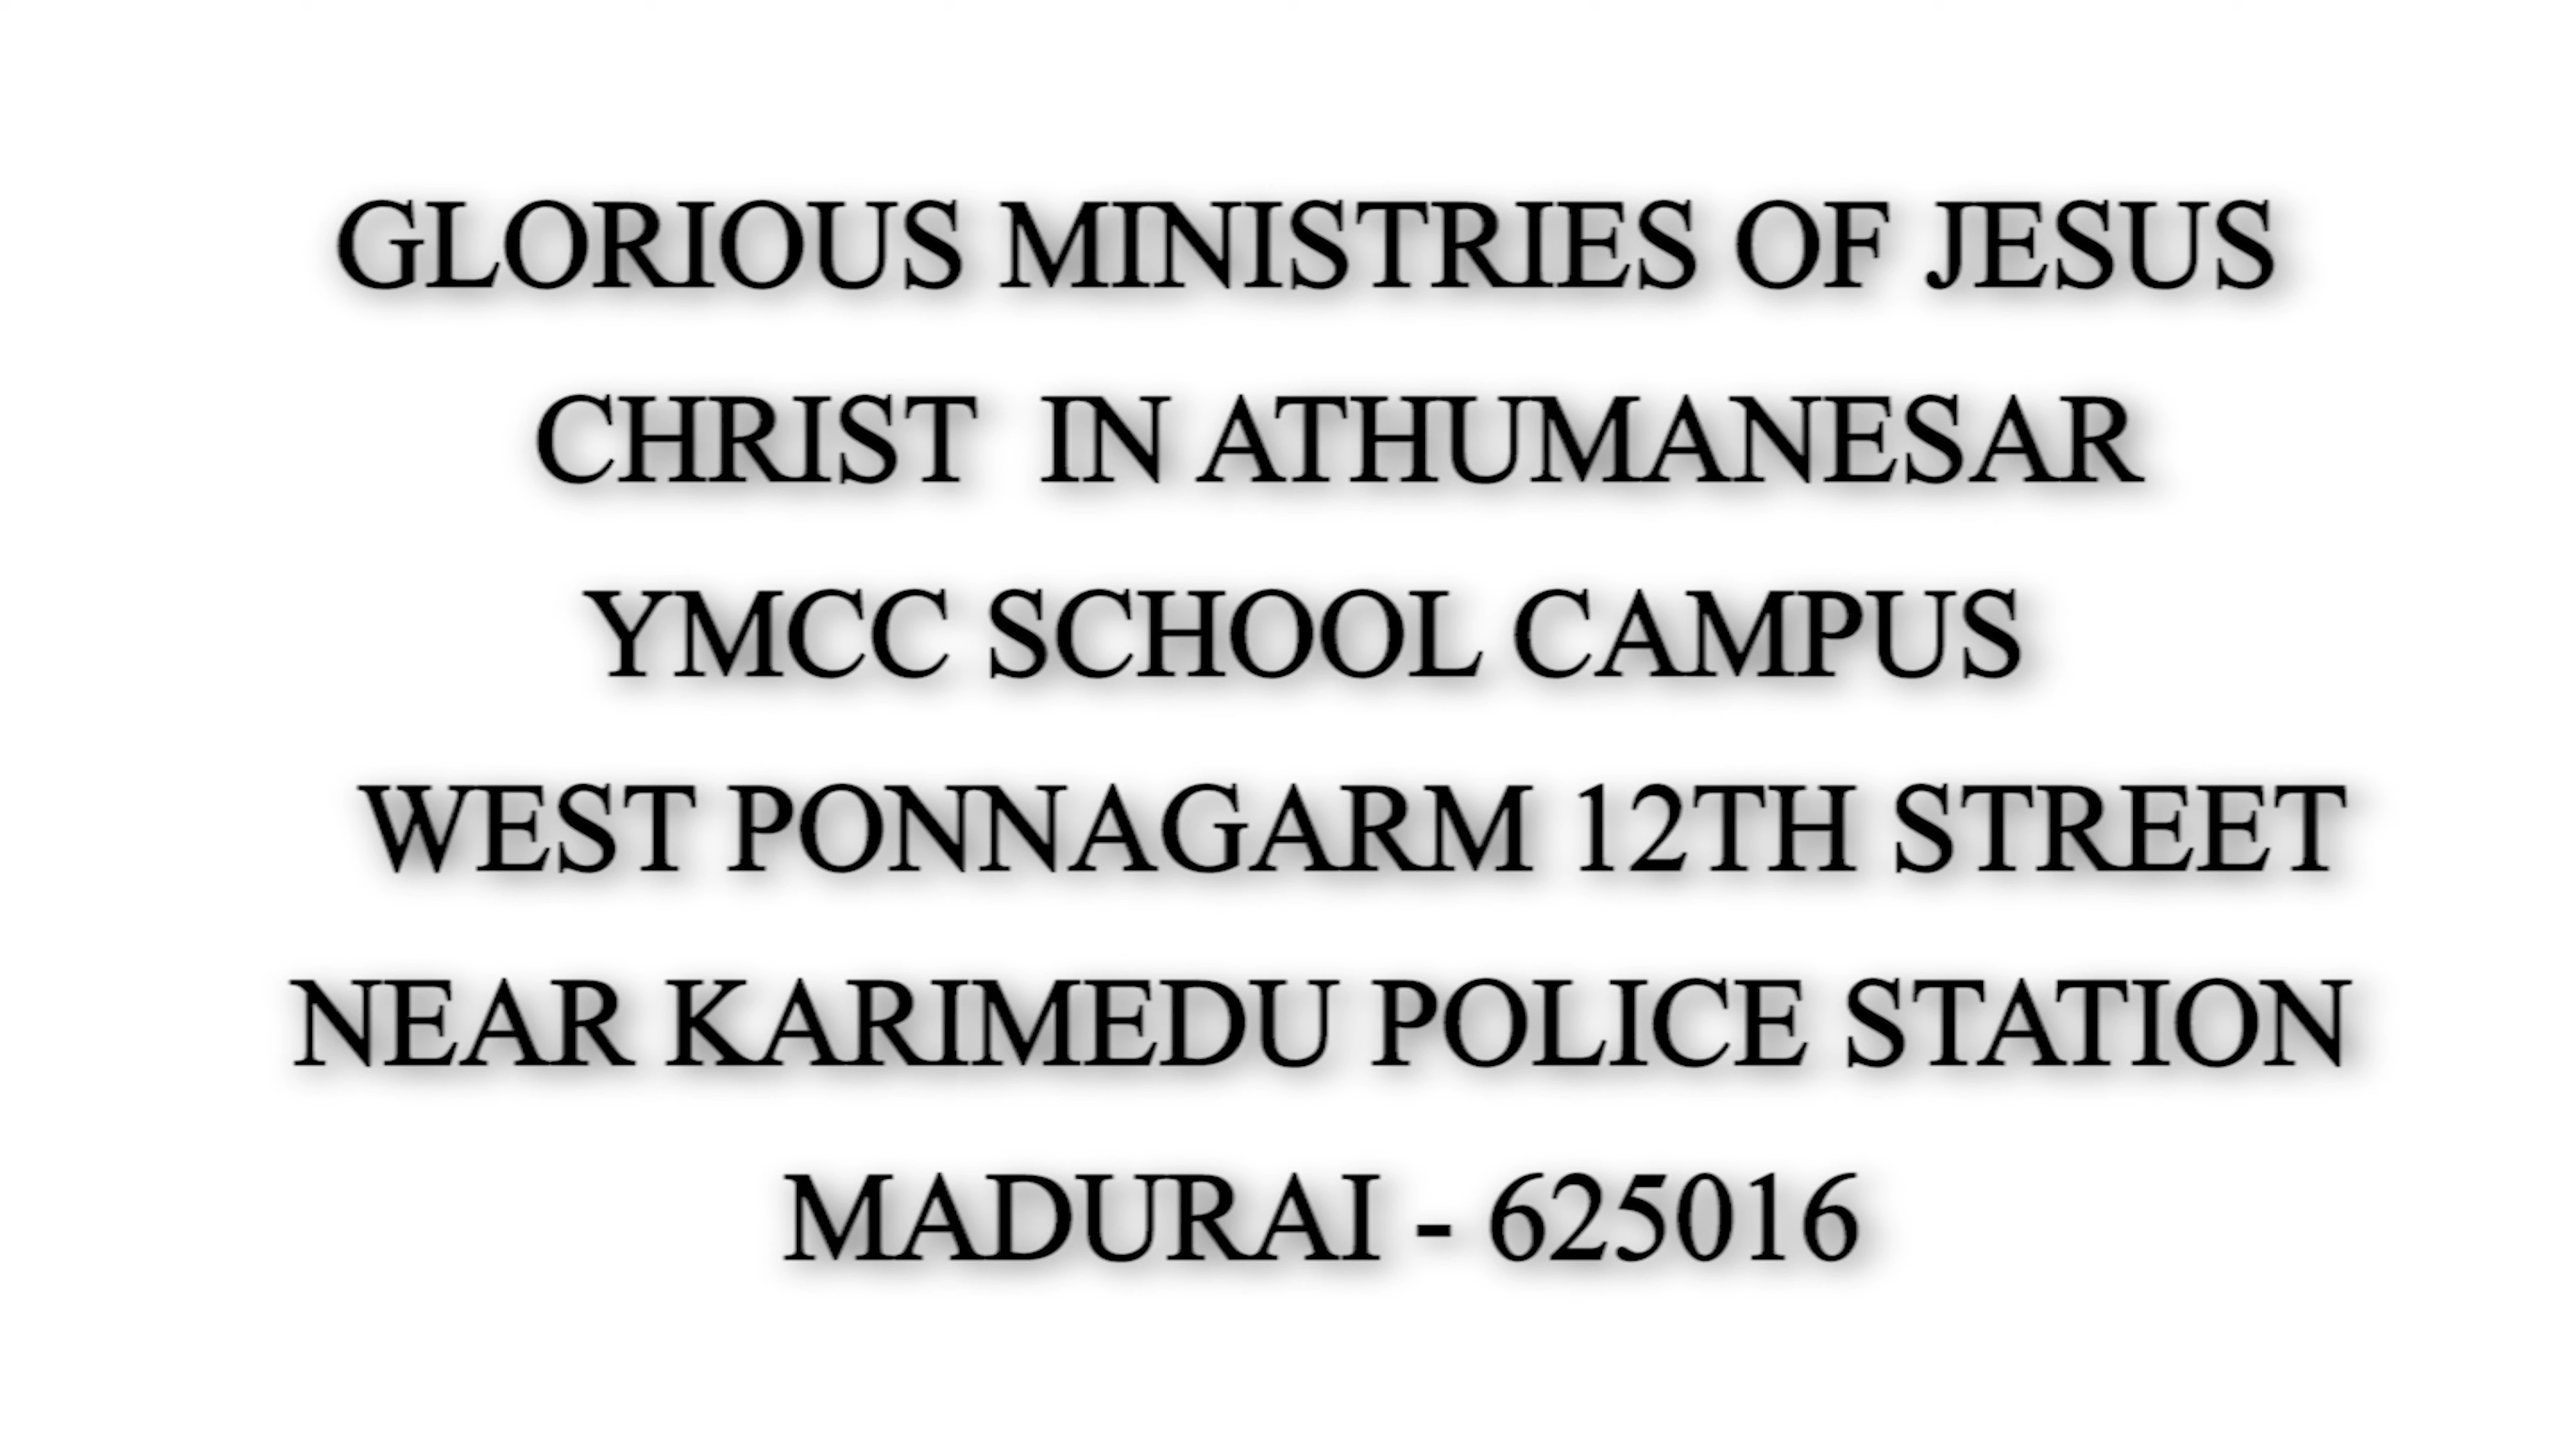 GLORIOUS MINISTRIES OF JESUS
CHRIST IN ATHUMANESAR
YMCC SCHOOL CAMPUS
WEST PONNAGARM 12TH STREET
NEAR KARIMEDU POLICE STATION
MADURAI - 625016